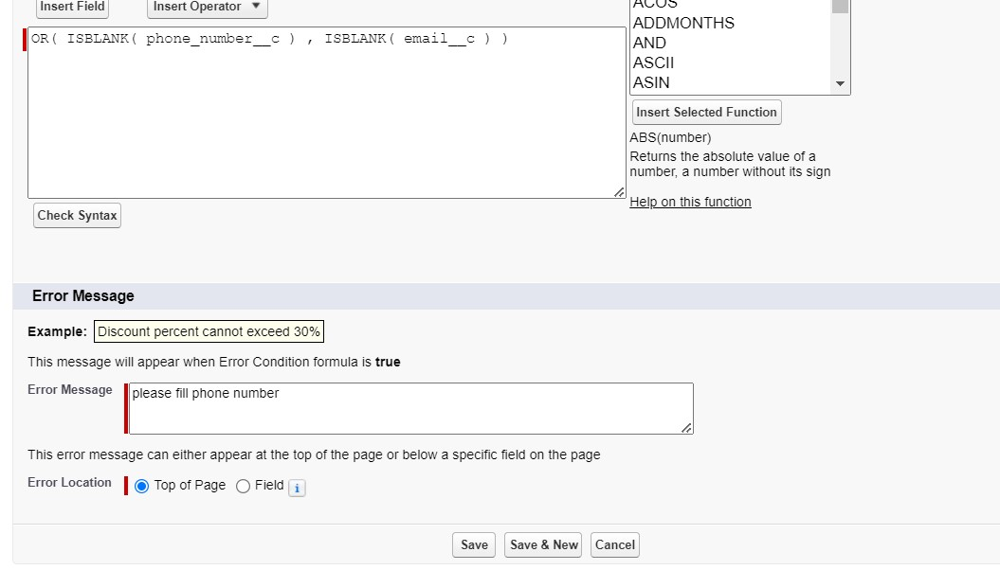 Insert Field
Insert Operator
ACOS
ADDMONTHS
AND
ASCII
ASIN
OR( ISBLANK( phone_number__c ) , ISBLANK( email__c ) )
Insert Selected Function
ABS(number)
Returns the absolute value of a
number, a number without its sign
Help on this function
Check Syntax
Error Message
Example: Discount percent cannot exceed 30%
This message will appear when Error Condition formula is true
Error Message please fill phone number
This error message can either appear at the top of the page or below a specific field on the page
Error Location Top of Page Field i
Save Save & New Cancel